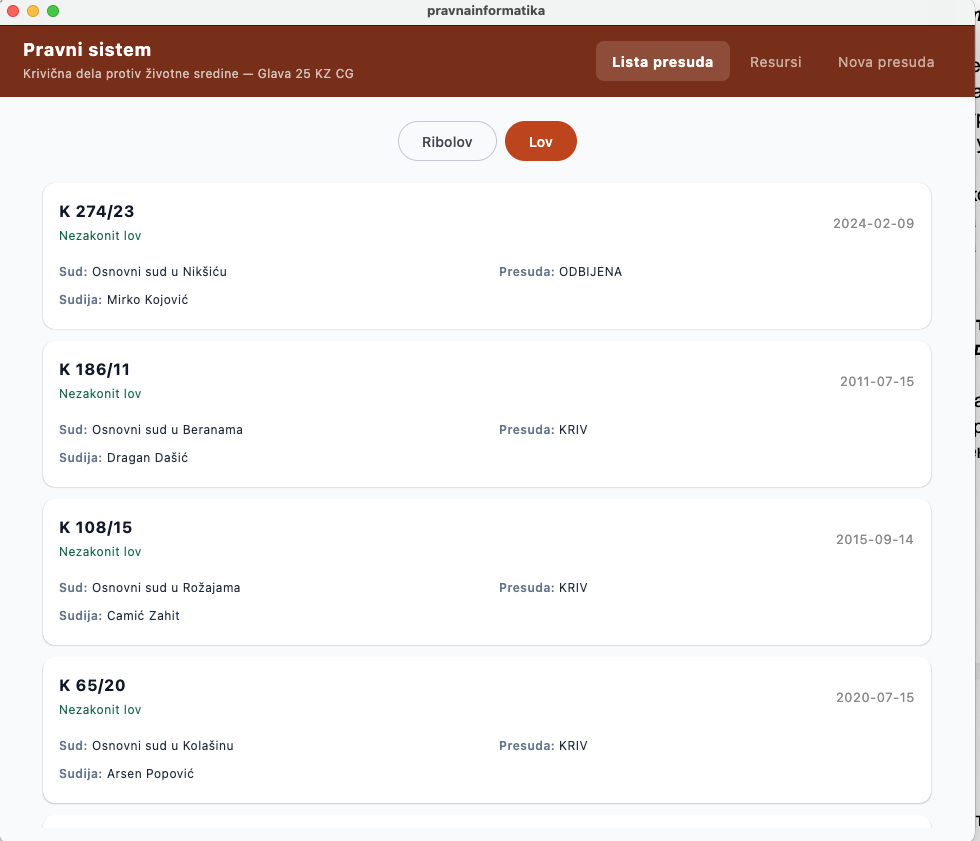 pravnainformatika
Pravni sistem
Krivična dela protiv životne sredine — Glava 25 KZ CG
Lista presuda
Resursi
Nova presuda
Ribolov
Lov
K 274/23
Nezakonit lov
2024-02-09
Sud: Osnovni sud u Nikšiću
Presuda: ODBIJENA
Sudija: Mirko Kojović
K 186/11
Nezakonit lov
2011-07-15
Sud: Osnovni sud u Beranama
Presuda: KRIV
Sudija: Dragan Dašić
K 108/15
Nezakonit lov
2015-09-14
Sud: Osnovni sud u Rožajama
Presuda: KRIV
Sudija: Camić Zahit
K 65/20
Nezakonit lov
2020-07-15
Sud: Osnovni sud u Kolašinu
Presuda: KRIV
Sudija: Arsen Popović